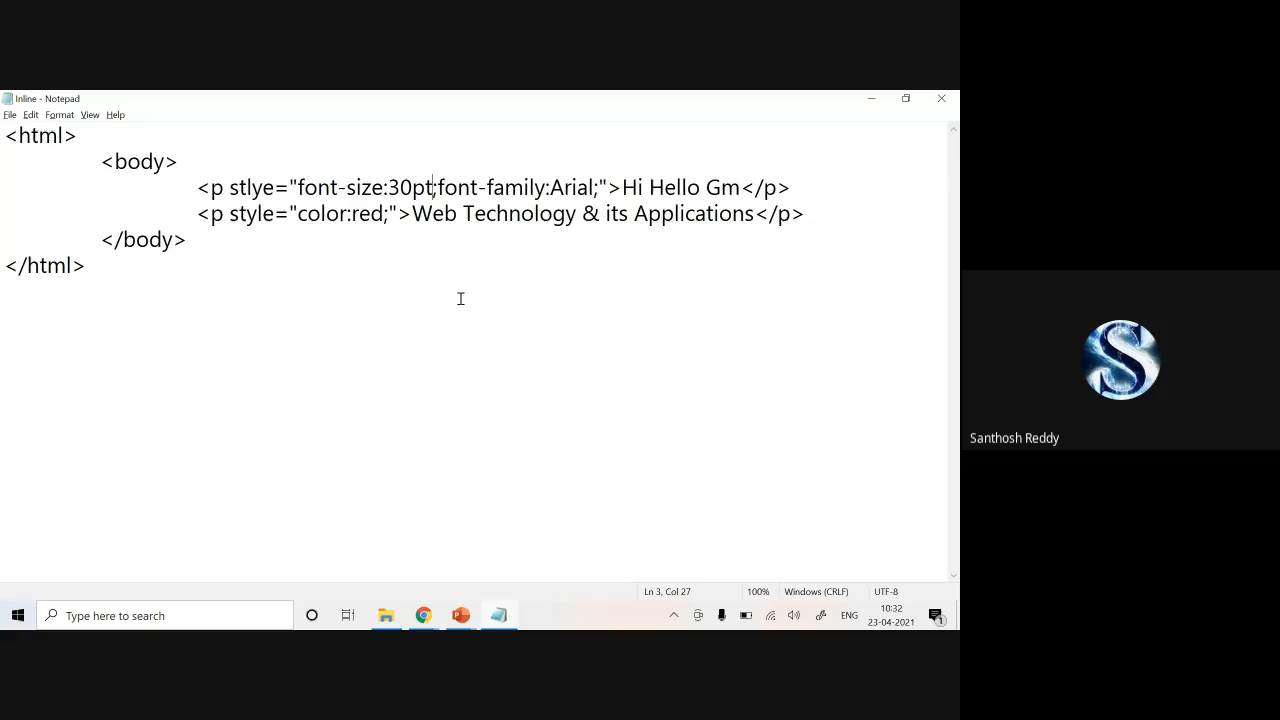 Inline - Notepad
File Edit Format View Help
<html>
<body>
<p stlye="font-size:30pt;font-family:Arial;">Hi Hello Gm</p>
<p style="color:red;">Web Technology & its Applications</p>
</body>
</html>
S
Santhosh Reddy
Ln 3, Col 27 100% Windows (CRLF) UTF-8
Type here to search
ENG
10:32
23-04-2021
1